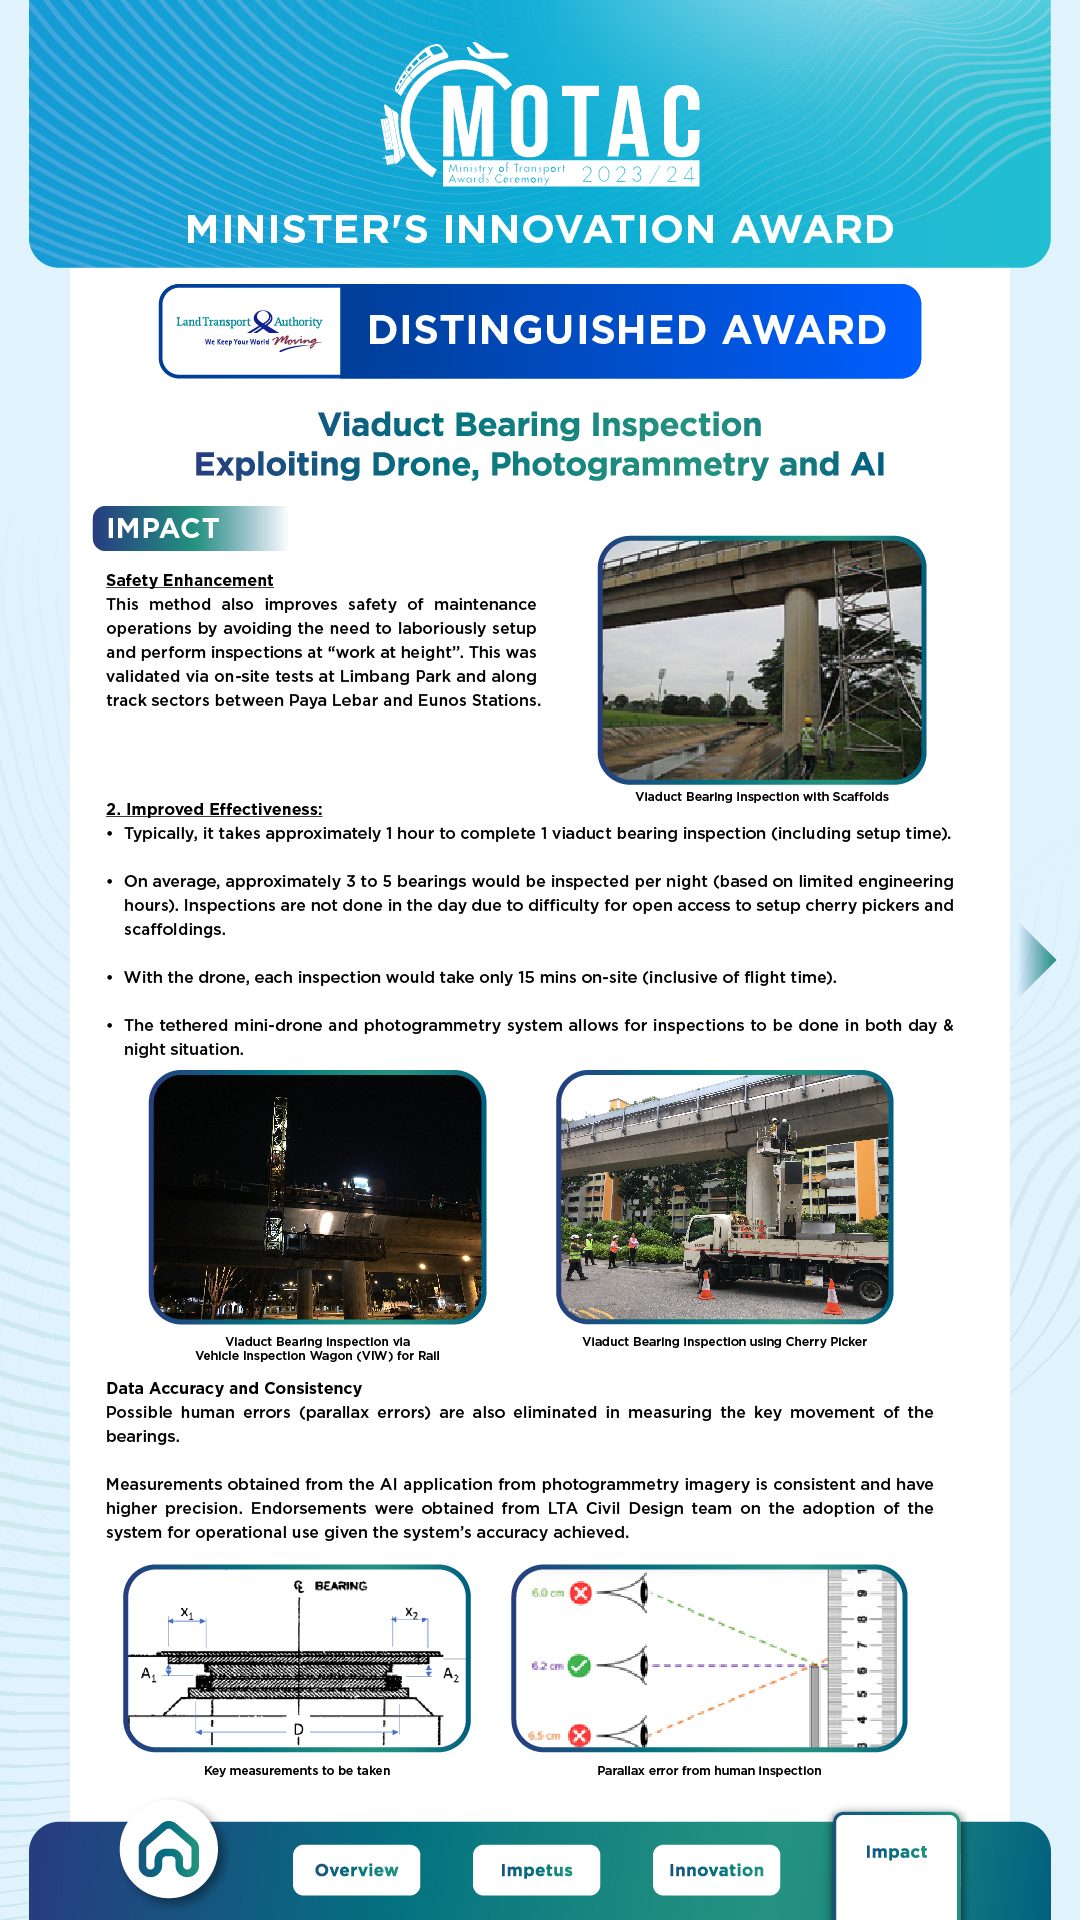 MOTAC
Ministry of Transport
Awards Ceremony
2023/24
MINISTER'S INNOVATION AWARD
Land Transport Authority
We Keep Your World Moving
DISTINGUISHED AWARD
Viaduct Bearing Inspection
Exploiting Drone, Photogrammetry and AI
IMPACT
Safety Enhancement
This method also improves safety of maintenance
operations by avoiding the need to laboriously setup
and perform inspections at “work at height”. This was
validated via on-site tests at Limbang Park and along
track sectors between Paya Lebar and Eunos Stations.
Viaduct Bearing Inspection with Scaffolds
2. Improved Effectiveness:
• Typically, it takes approximately 1 hour to complete 1 viaduct bearing inspection (including setup time).
• On average, approximately 3 to 5 bearings would be inspected per night (based on limited engineering
hours). Inspections are not done in the day due to difficulty for open access to setup cherry pickers and
scaffoldings.
• With the drone, each inspection would take only 15 mins on-site (inclusive of flight time).
• The tethered mini-drone and photogrammetry system allows for inspections to be done in both day &
night situation.
Viaduct Bearing Inspection via
Vehicle Inspection Wagon (VIW) for Rail
Viaduct Bearing Inspection using Cherry Picker
Data Accuracy and Consistency
Possible human errors (parallax errors) are also eliminated in measuring the key movement of the
bearings.
Measurements obtained from the AI application from photogrammetry imagery is consistent and have
higher precision. Endorsements were obtained from LTA Civil Design team on the adoption of the
system for operational use given the system’s accuracy achieved.
℄ BEARING
X1
X2
A1
A2
D
Key measurements to be taken
6.0 cm
6.2 cm
6.5 cm
9
8
7
6
5
4
3
Parallax error from human inspection
Overview
Impetus
Innovation
Impact